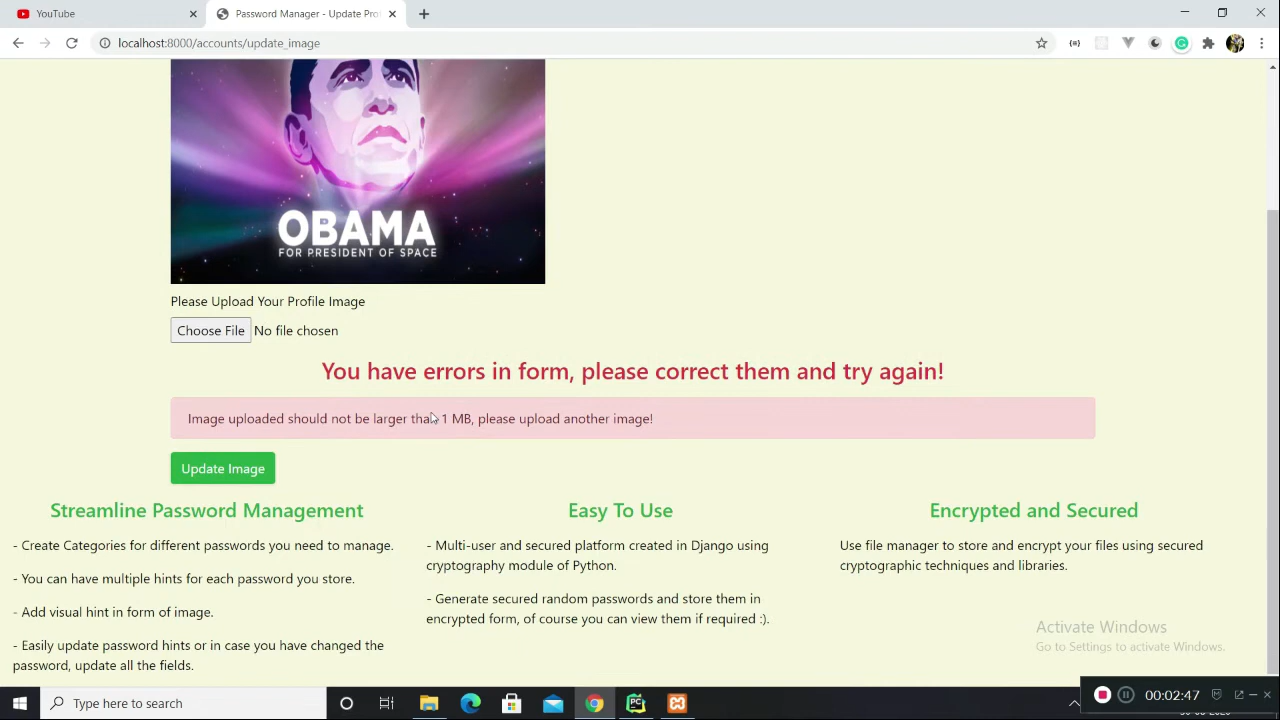 YouTube
Password Manager - Update Pro
localhost:8000/accounts/update_image
OBAMA
FOR PRESIDENT OF SPACE
Please Upload Your Profile Image
Choose File No file chosen
You have errors in form, please correct them and try again!
Image uploaded should not be larger than 1 MB, please upload another image!
Update Image
Streamline Password Management
- Create Categories for different passwords you need to manage.
- You can have multiple hints for each password you store.
- Add visual hint in form of image.
- Easily update password hints or in case you have changed the
password, update all the fields.
Easy To Use
- Multi-user and secured platform created in Django using
cryptography module of Python.
- Generate secured random passwords and store them in
encrypted form, of course you can view them if required :).
Encrypted and Secured
Use file manager to store and encrypt your files using secured
cryptographic techniques and libraries.
Activate Windows
Go to Settings to activate Windows.
Type here to search
PC
00:02:47